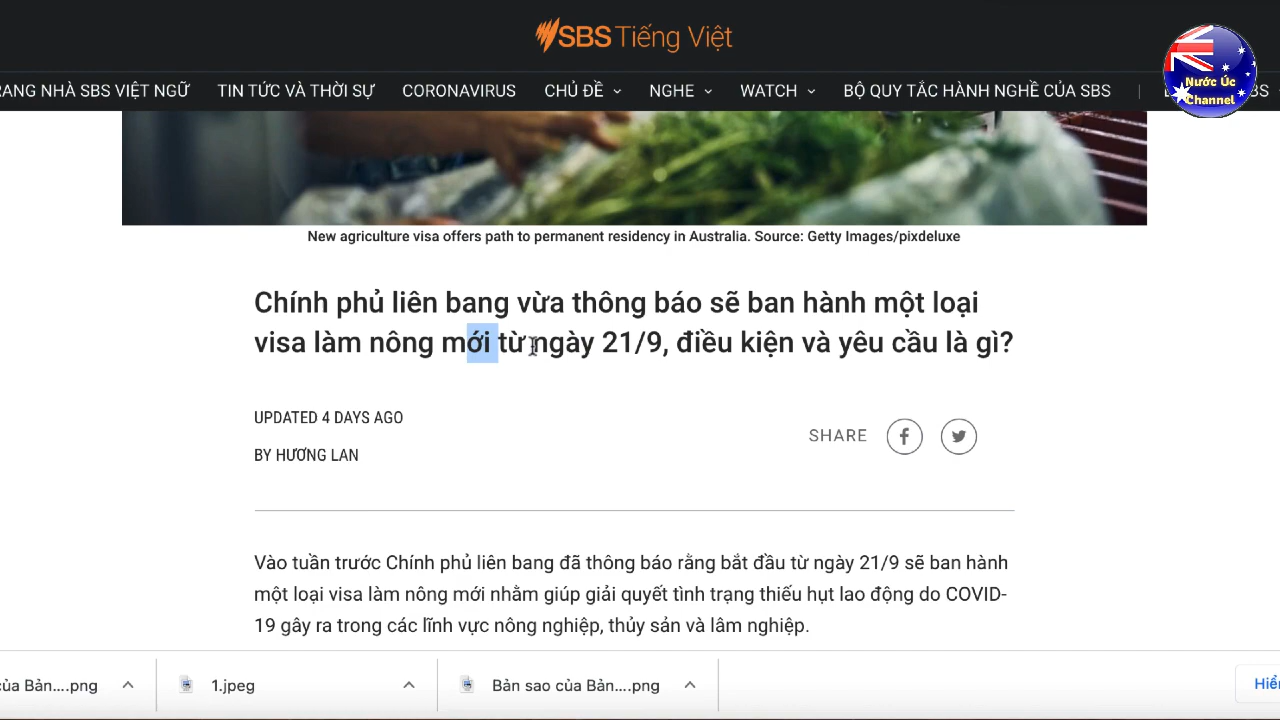 SBS Tiếng Việt
Nước Úc
Channel
RANG NHÀ SBS VIỆT NGỮ TIN TỨC VÀ THỜI SỰ CORONAVIRUS CHỦ ĐỀ NGHE WATCH BỘ QUY TẮC HÀNH NGHỀ CỦA SBS | BS
New agriculture visa offers path to permanent residency in Australia. Source: Getty Images/pixdeluxe
Chính phủ liên bang vừa thông báo sẽ ban hành một loại
visa làm nông mới từ ngày 21/9, điều kiện và yêu cầu là gì?
UPDATED 4 DAYS AGO
SHARE
BY HƯƠNG LAN
Vào tuần trước Chính phủ liên bang đã thông báo rằng bắt đầu từ ngày 21/9 sẽ ban hành
một loại visa làm nông mới nhằm giúp giải quyết tình trạng thiếu hụt lao động do COVID-
19 gây ra trong các lĩnh vực nông nghiệp, thủy sản và lâm nghiệp.
của Bản....png 1.jpeg Bản sao của Bản....png Hiể